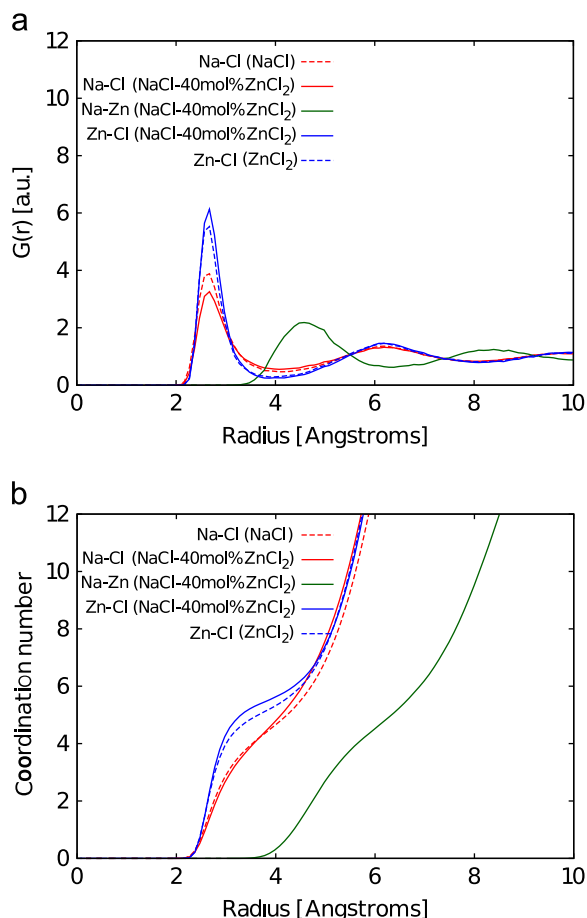 a
12
10
8
6
4
2
0
G(r) [a.u.]
Na-Cl (NaCl)
Na-Cl (NaCl-40mol%ZnCl2)
Na-Zn (NaCl-40mol%ZnCl2)
Zn-Cl (NaCl-40mol%ZnCl2)
Zn-Cl (ZnCl2)
0 2 4 6 8 10
Radius [Angstroms]
b
12
10
8
6
4
2
0
Coordination number
Na-Cl (NaCl)
Na-Cl (NaCl-40mol%ZnCl2)
Na-Zn (NaCl-40mol%ZnCl2)
Zn-Cl (NaCl-40mol%ZnCl2)
Zn-Cl (ZnCl2)
0 2 4 6 8 10
Radius [Angstroms]